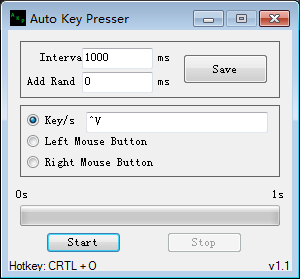 Auto Key Presser
Interva 1000 ms
Add Rand 0 ms
Save
Key/s ^V
Left Mouse Button
Right Mouse Button
0s 1s
Start Stop
Hotkey: CRTL + O v1.1